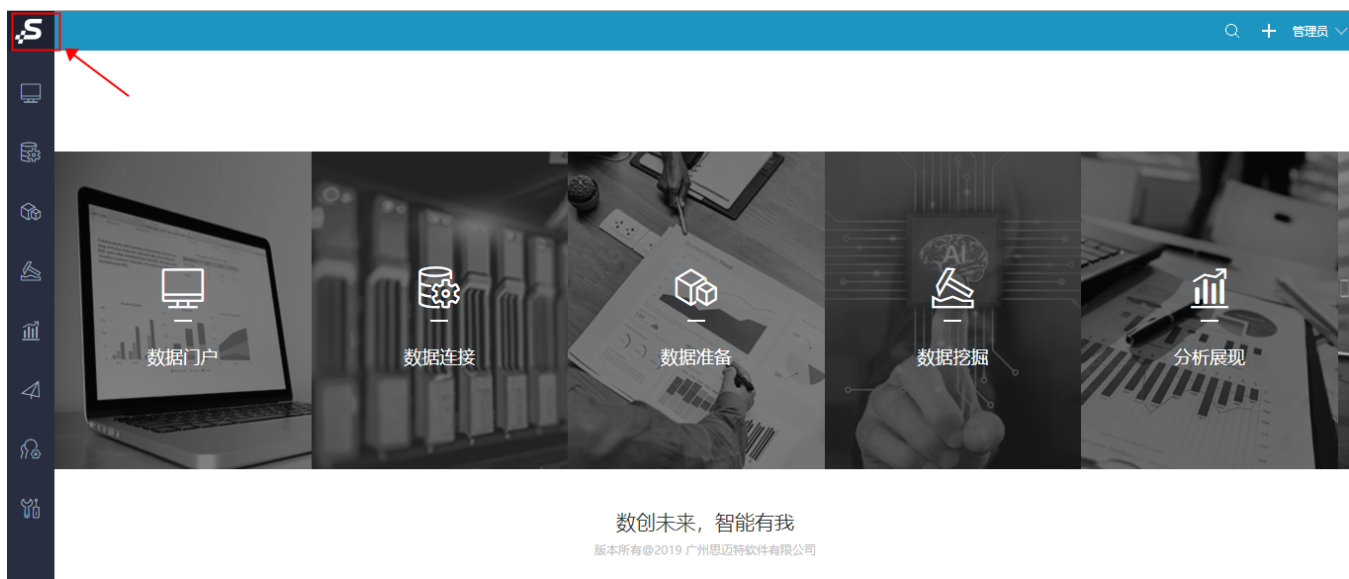 S
管理员
AI
数据门户
数据连接
数据准备
数据挖掘
分析展现
数创未来，智能有我
版本所有@2019 广州思迈特软件有限公司